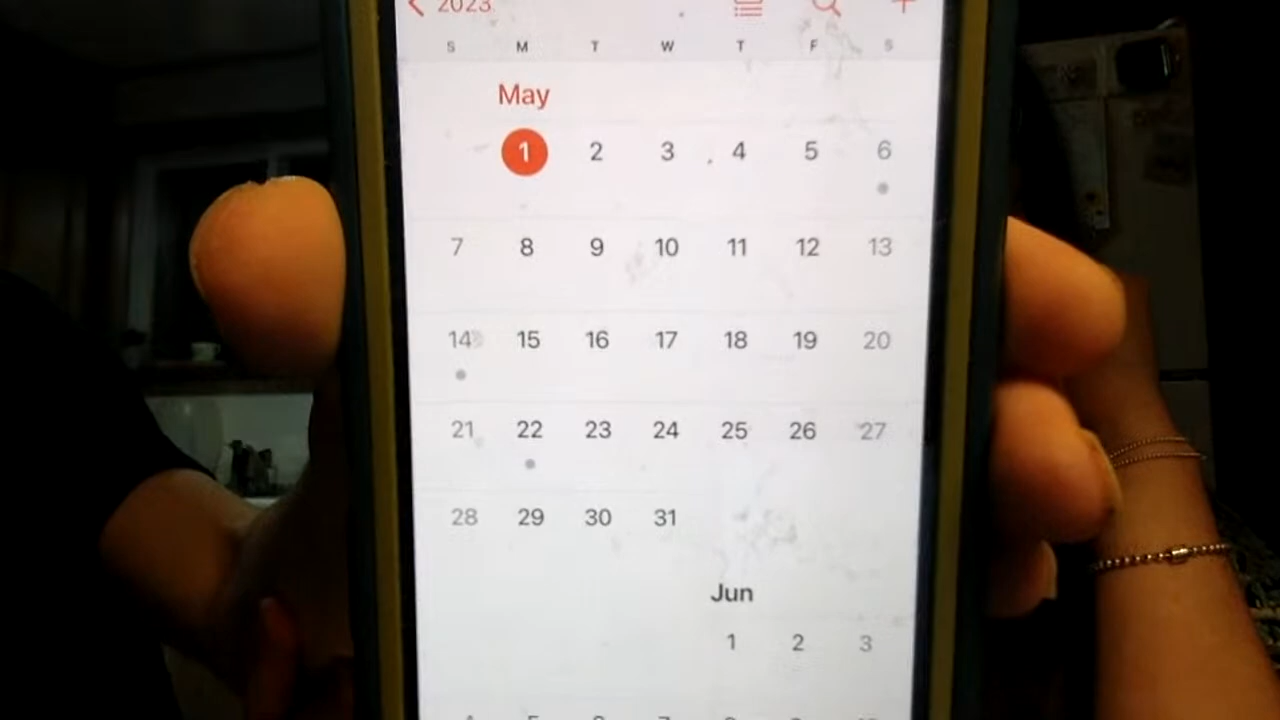 2023
S M T W T F S
May
1 2 3 4 5 6
7 8 9 10 11 12 13
14 15 16 17 18 19 20
21 22 23 24 25 26 27
28 29 30 31
Jun
1 2 3